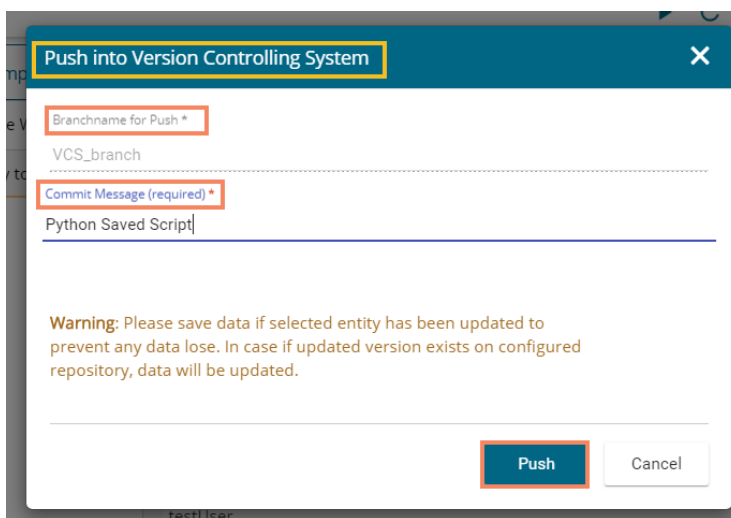 mp
Push into Version Controlling System
Branchname for Push *
e V
VCS_branch
y to
Commit Message (required) *
Python Saved Script
Warning: Please save data if selected entity has been updated to
prevent any data lose. In case if updated version exists on configured
repository, data will be updated.
Push
Cancel
testUser